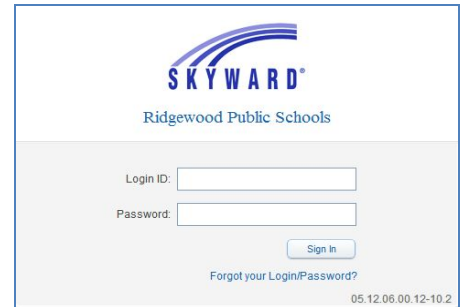 SKYWARD®
Ridgewood Public Schools
Login ID:
Password:
Sign In
Forgot your Login/Password?
05.12.06.00.12-10.2